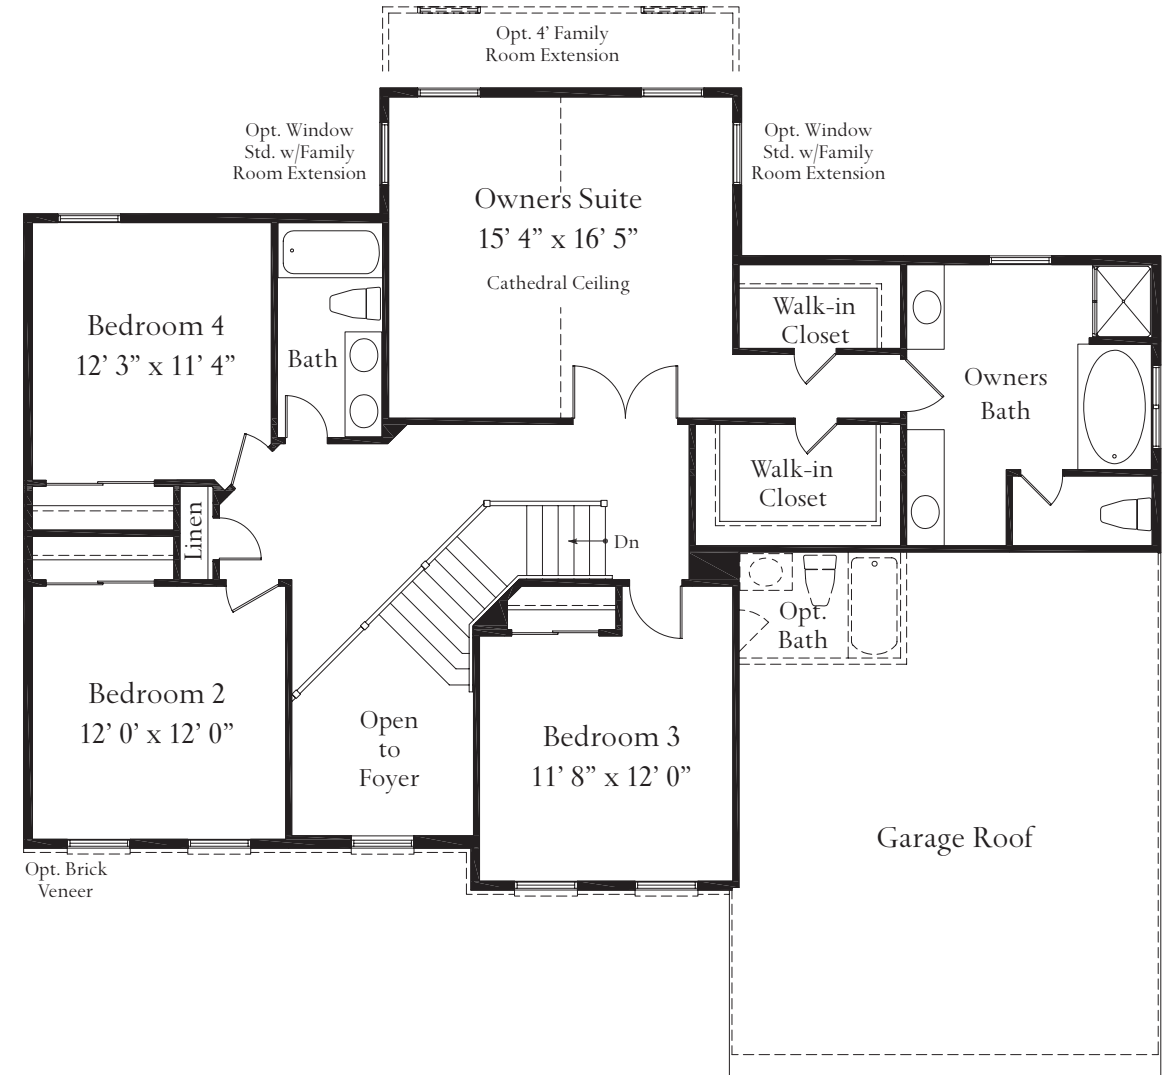 Opt. 4’ Family
Room Extension
Opt. Window
Std. w/Family
Room Extension
Opt. Window
Std. w/Family
Room Extension
Owners Suite
15’ 4” x 16’ 5”
Cathedral Ceiling
Bedroom 4
12’ 3” x 11’ 4”
Bath
Walk-in
Closet
Owners
Bath
Walk-in
Closet
Linen
Dn
Opt.
Bath
Bedroom 2
12’ 0’ x 12’ 0”
Open
to
Foyer
Bedroom 3
11’ 8” x 12’ 0”
Garage Roof
Opt. Brick
Veneer